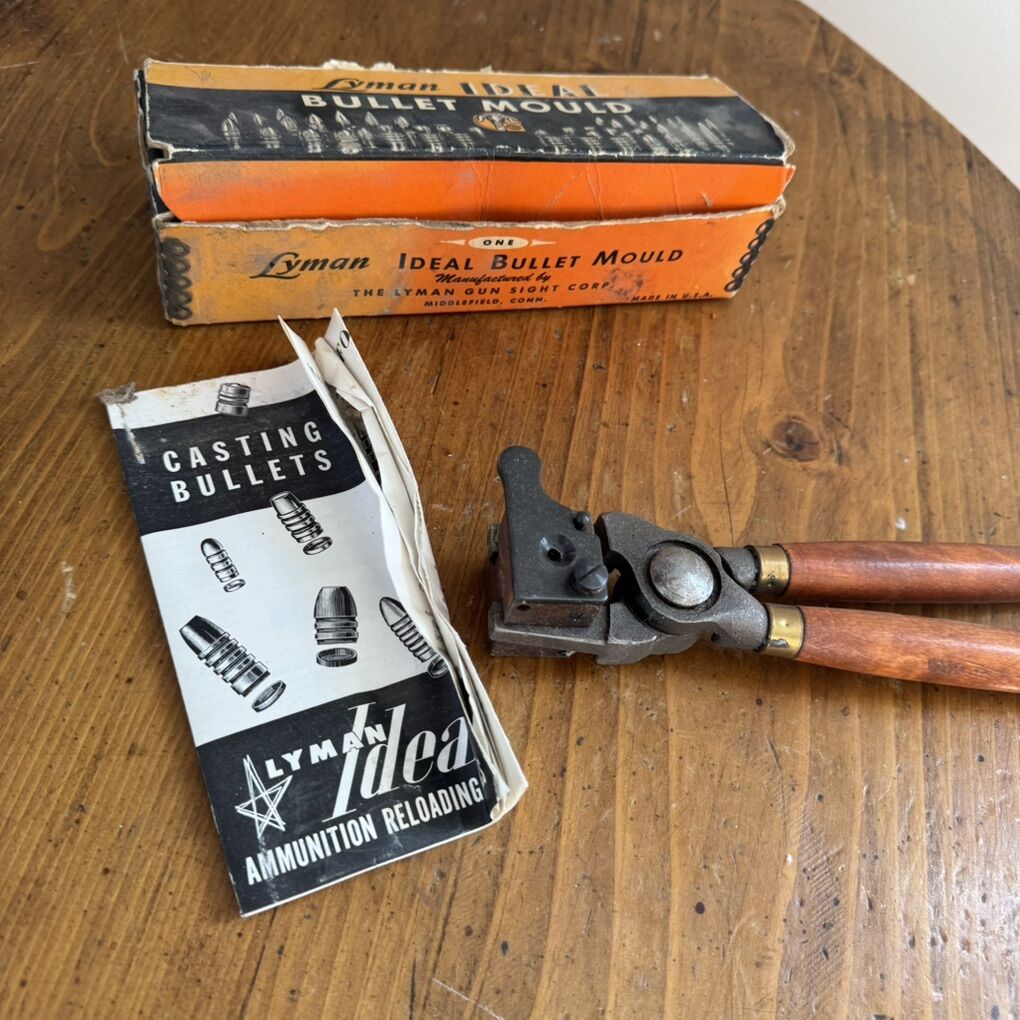 Lyman IDEAL
BULLET MOULD
ONE
Lyman IDEAL BULLET MOULD
Manufactured by
THE LYMAN GUN SIGHT CORP.
MIDDLEFIELD, CONN.
MADE IN U.S.A.
CASTING
BULLETS
LYMAN
Idea
AMMUNITION RELOADING